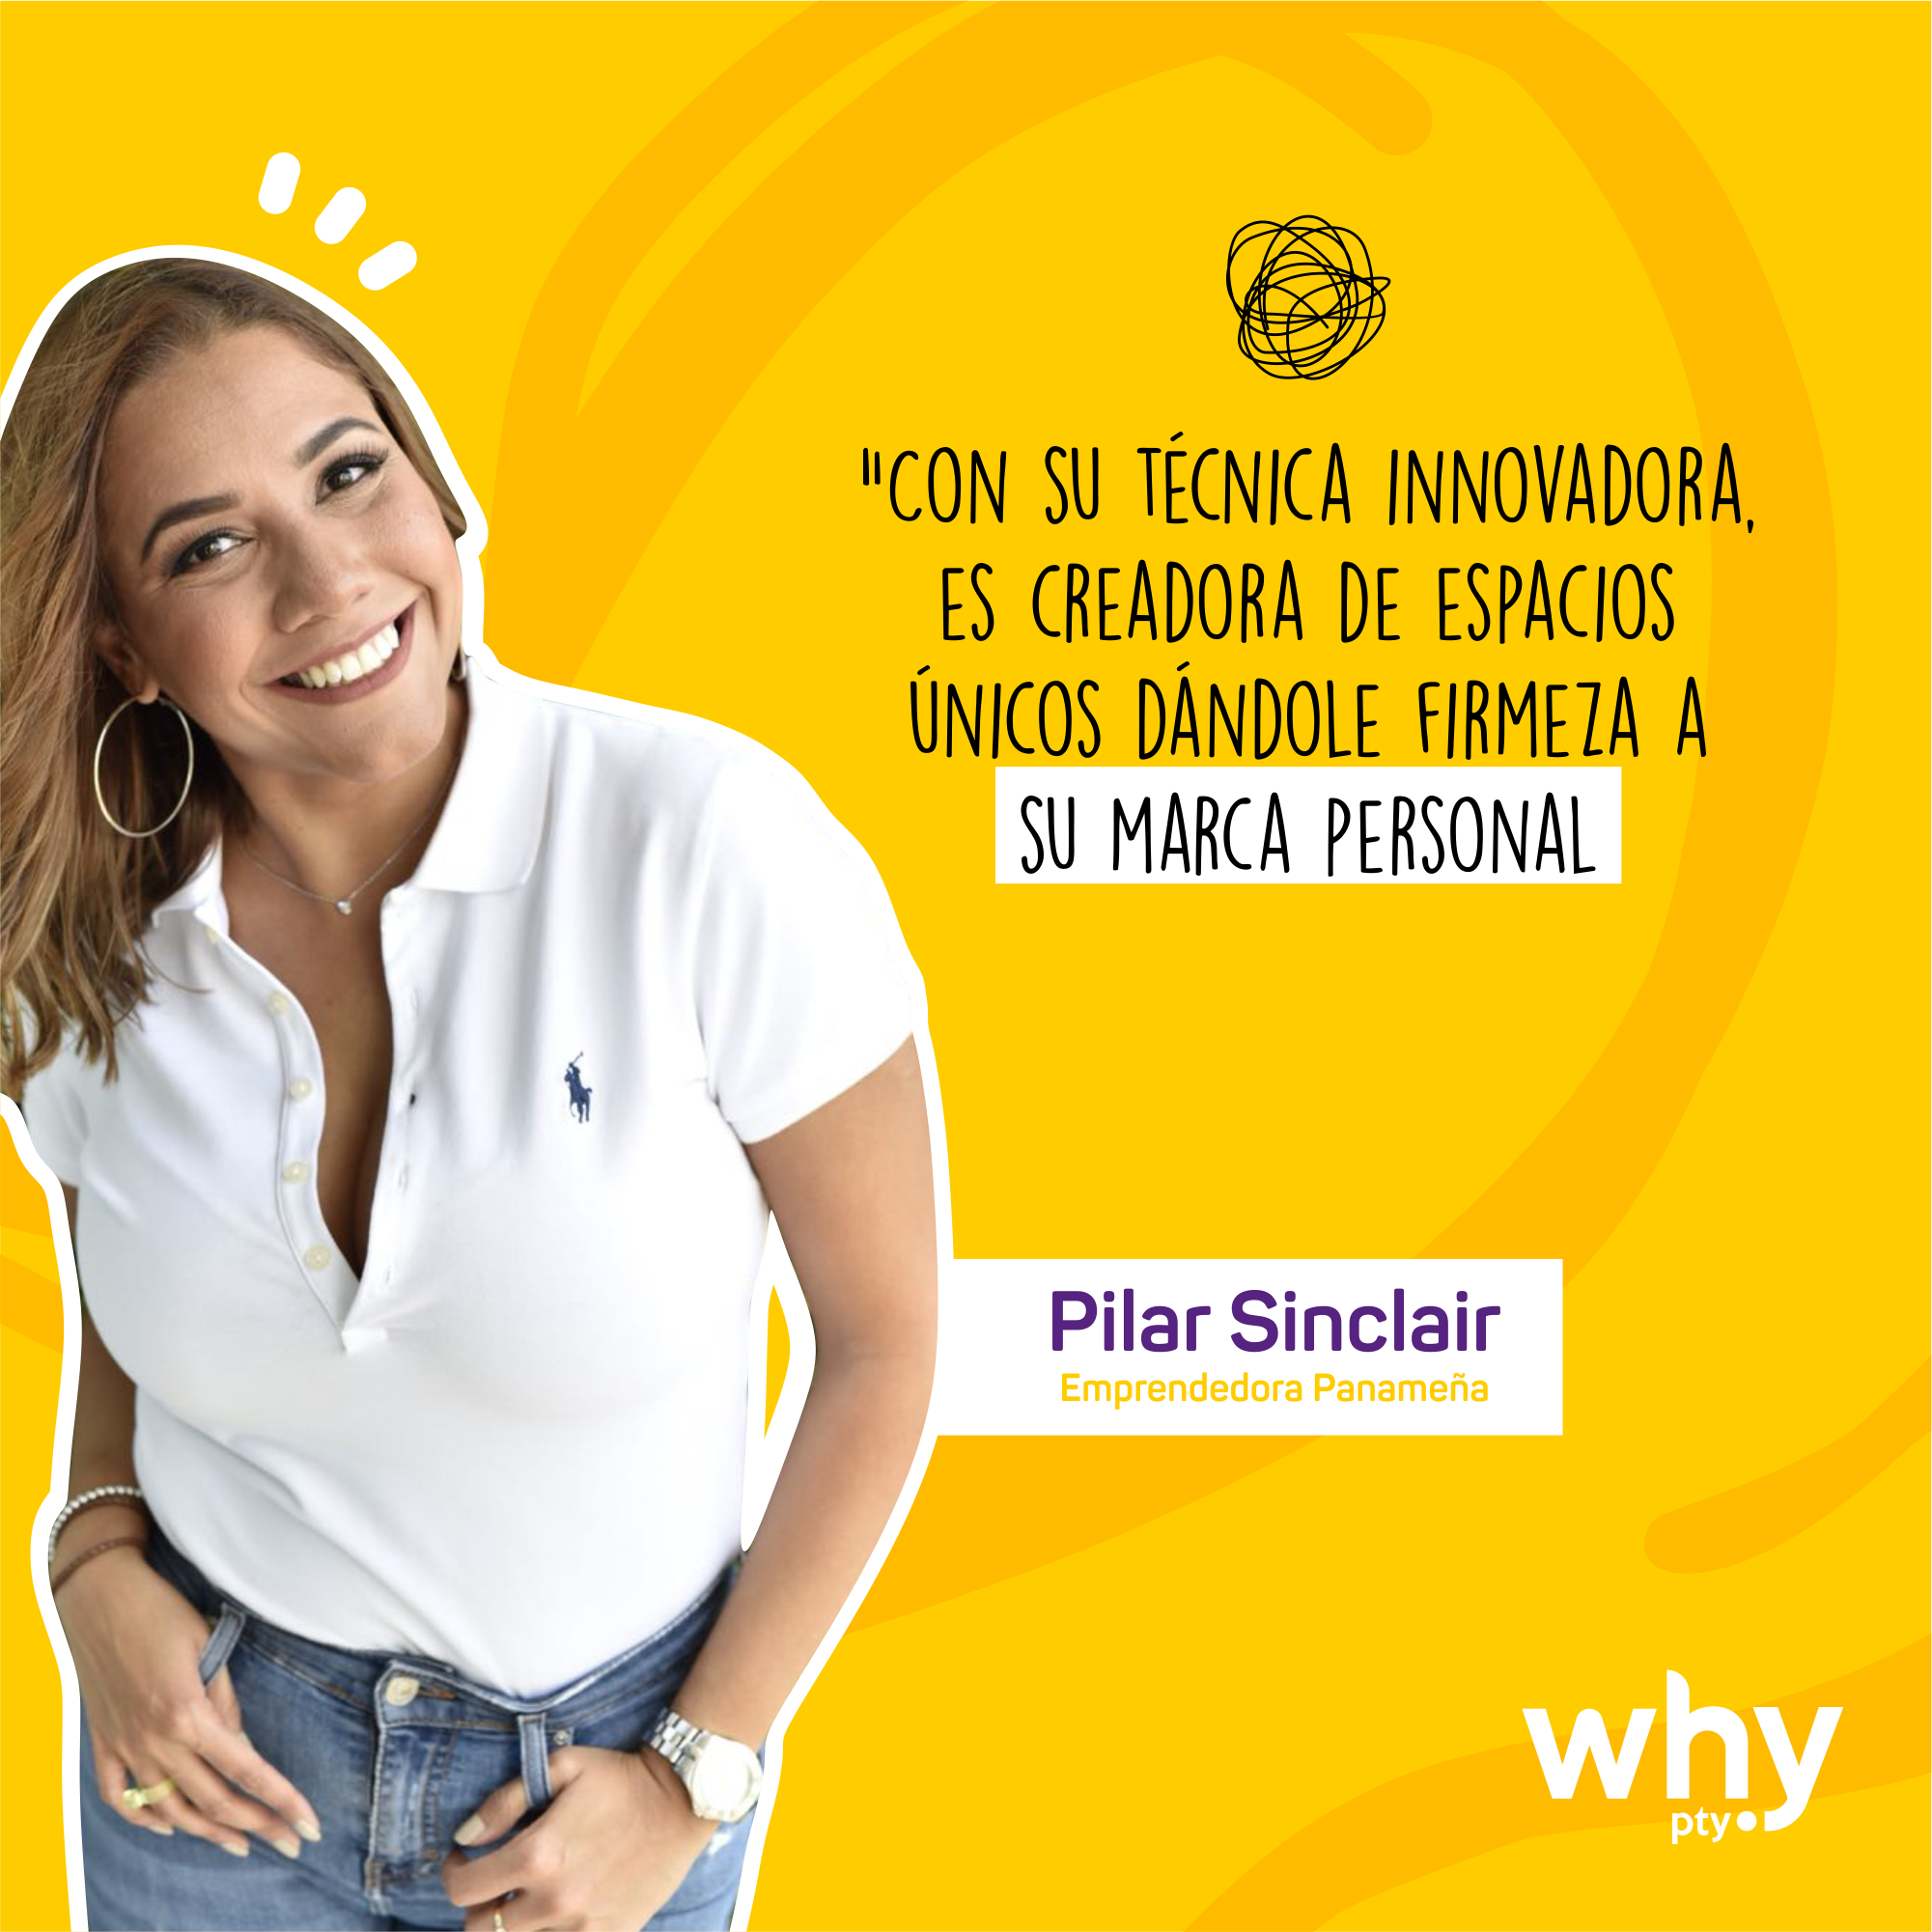 "CON SU TÉCNICA INNOVADORA,
ES CREADORA DE ESPACIOS
ÚNICOS DÁNDOLE FIRMEZA A
SU MARCA PERSONAL
Pilar Sinclair
Emprendedora Panameña
why
pty